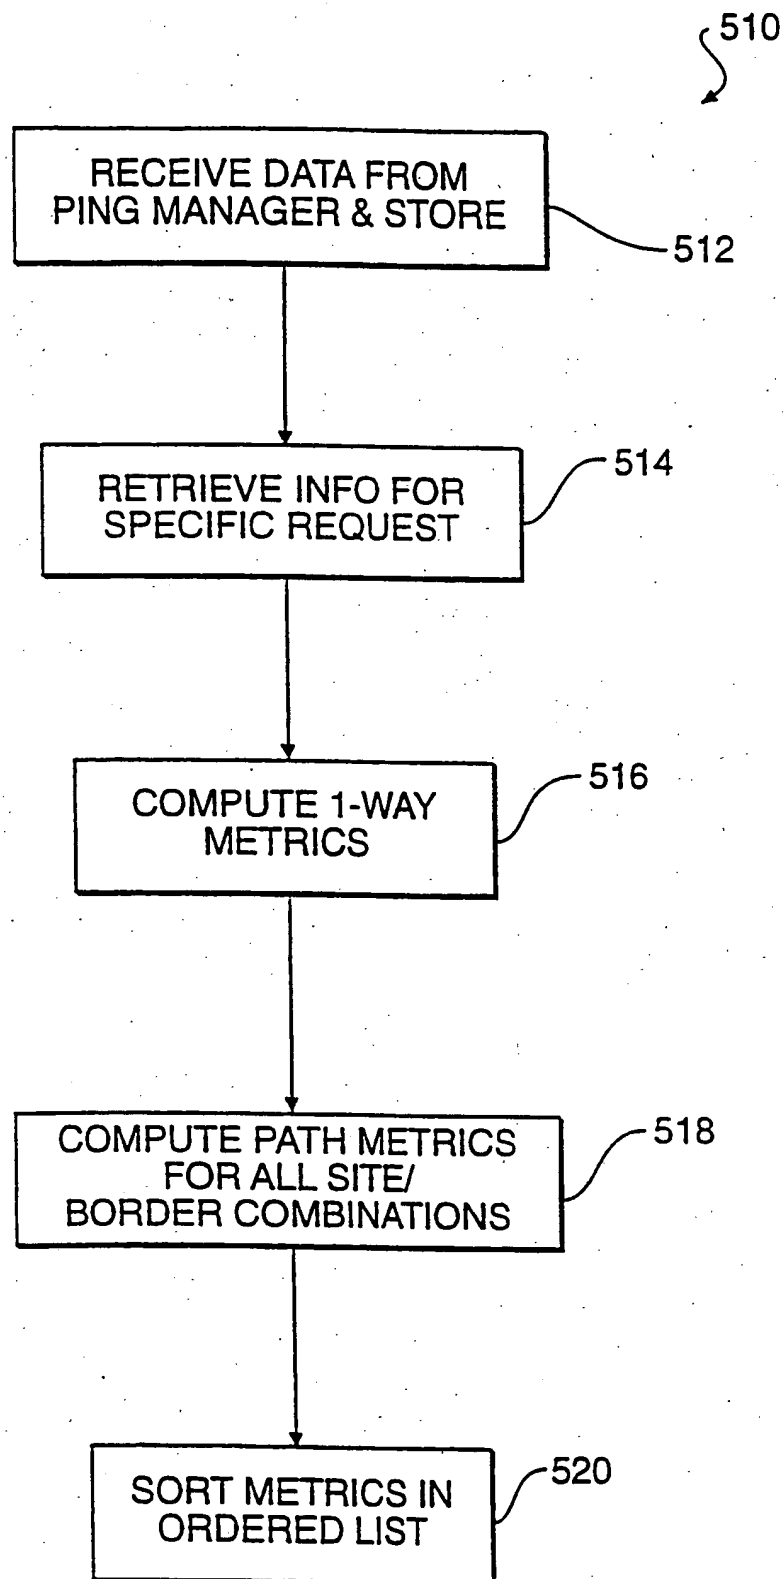 510
RECEIVE DATA FROM
PING MANAGER & STORE
512
514
RETRIEVE INFO FOR
SPECIFIC REQUEST
516
COMPUTE 1-WAY
METRICS
518
COMPUTE PATH METRICS
FOR ALL SITE/
BORDER COMBINATIONS
520
SORT METRICS IN
ORDERED LIST